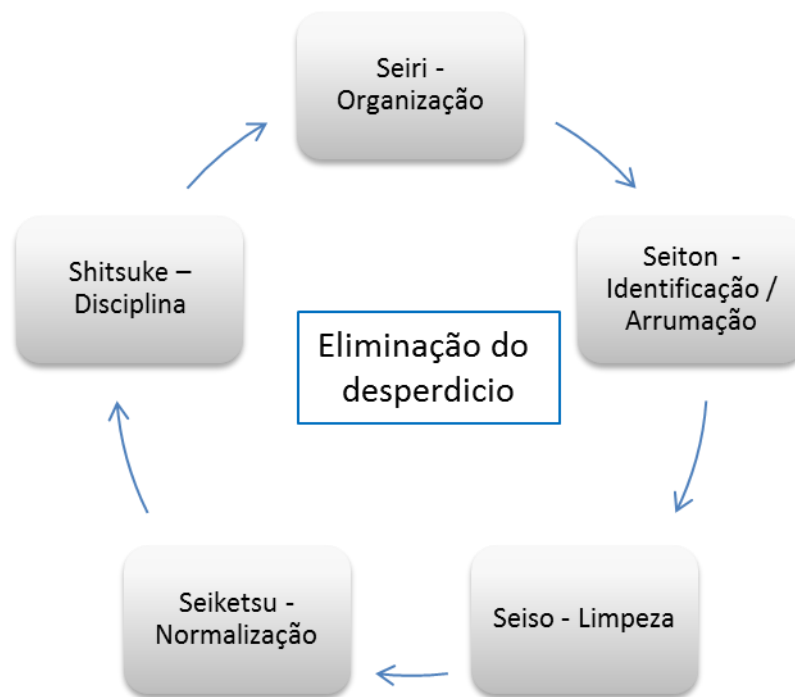 Seiri -
Organização
Seiton -
Identificação /
Arrumação
Seiso - Limpeza
Seiketsu -
Normalização
Shitsuke –
Disciplina
Eliminação do
desperdicio